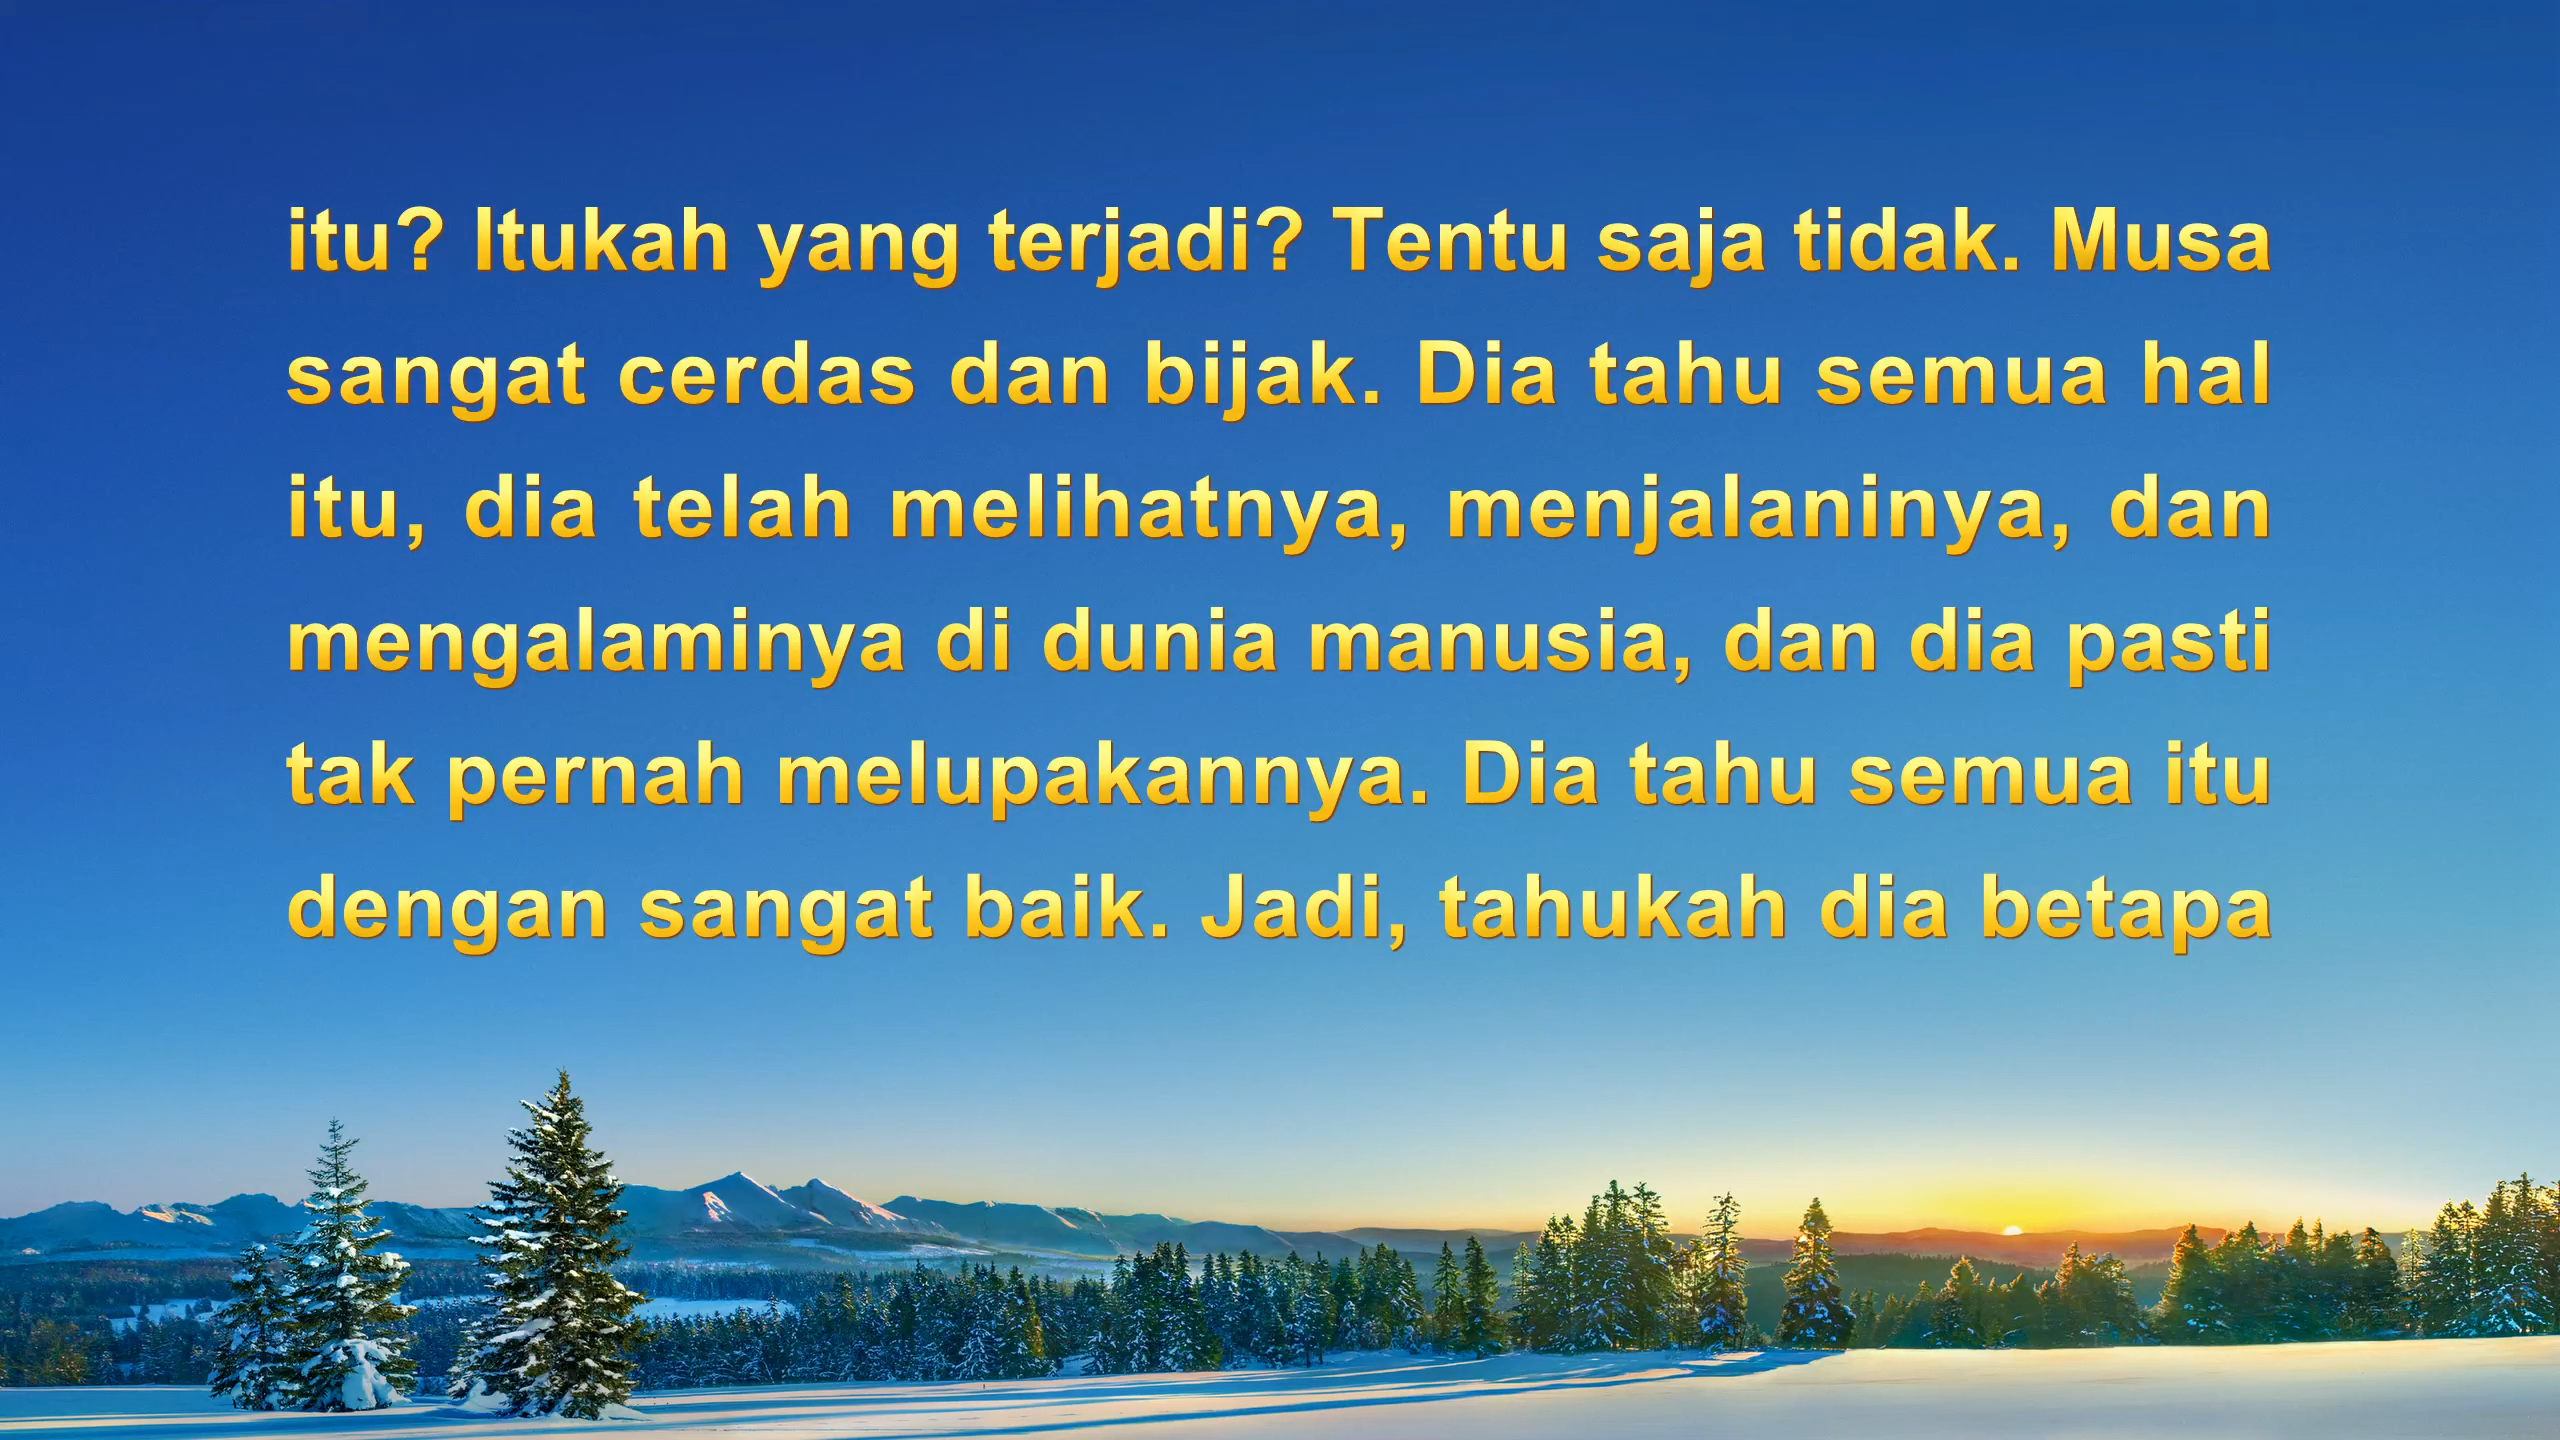 itu? Itukah yang terjadi? Tentu saja tidak. Musa
sangat cerdas dan bijak. Dia tahu semua hal
itu, dia telah melihatnya, menjalaninya, dan
mengalaminya di dunia manusia, dan dia pasti
tak pernah melupakannya. Dia tahu semua itu
dengan sangat baik. Jadi, tahukah dia betapa